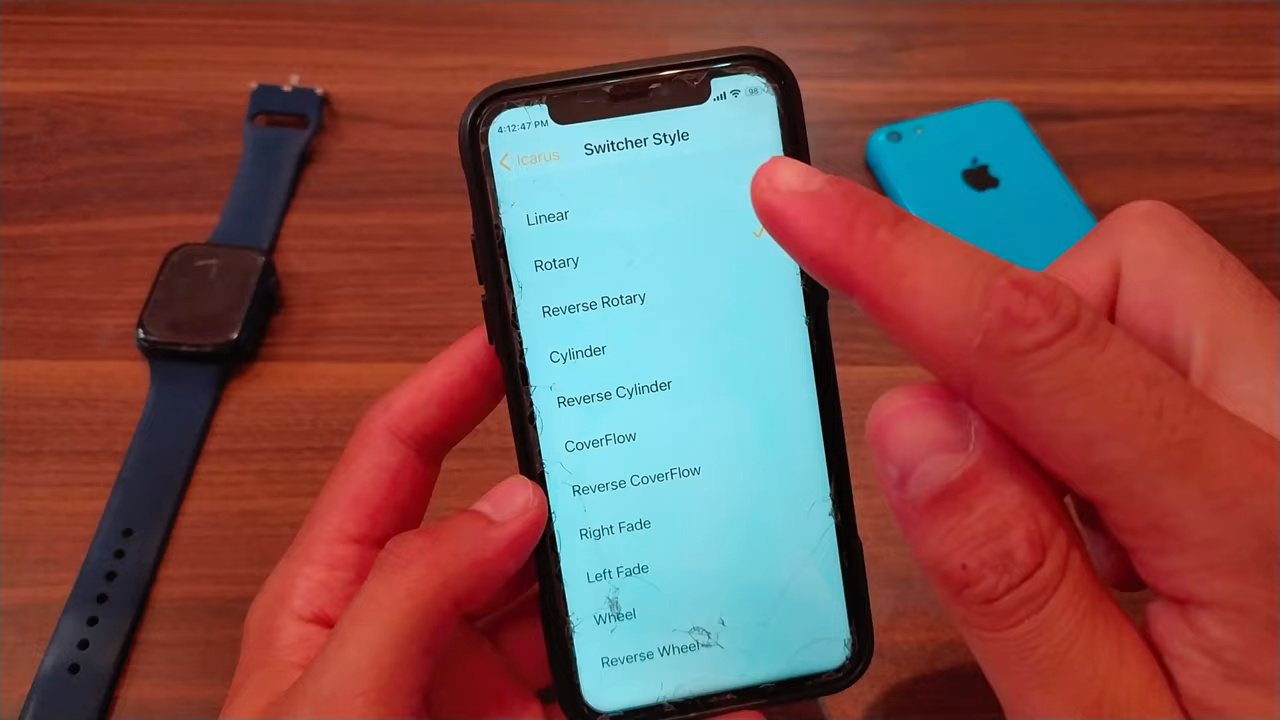 4:12:47 PM
98
Icarus
Switcher Style
Linear
Rotary
Reverse Rotary
Cylinder
Reverse Cylinder
CoverFlow
Reverse CoverFlow
Right Fade
Left Fade
Wheel
Reverse Wheel